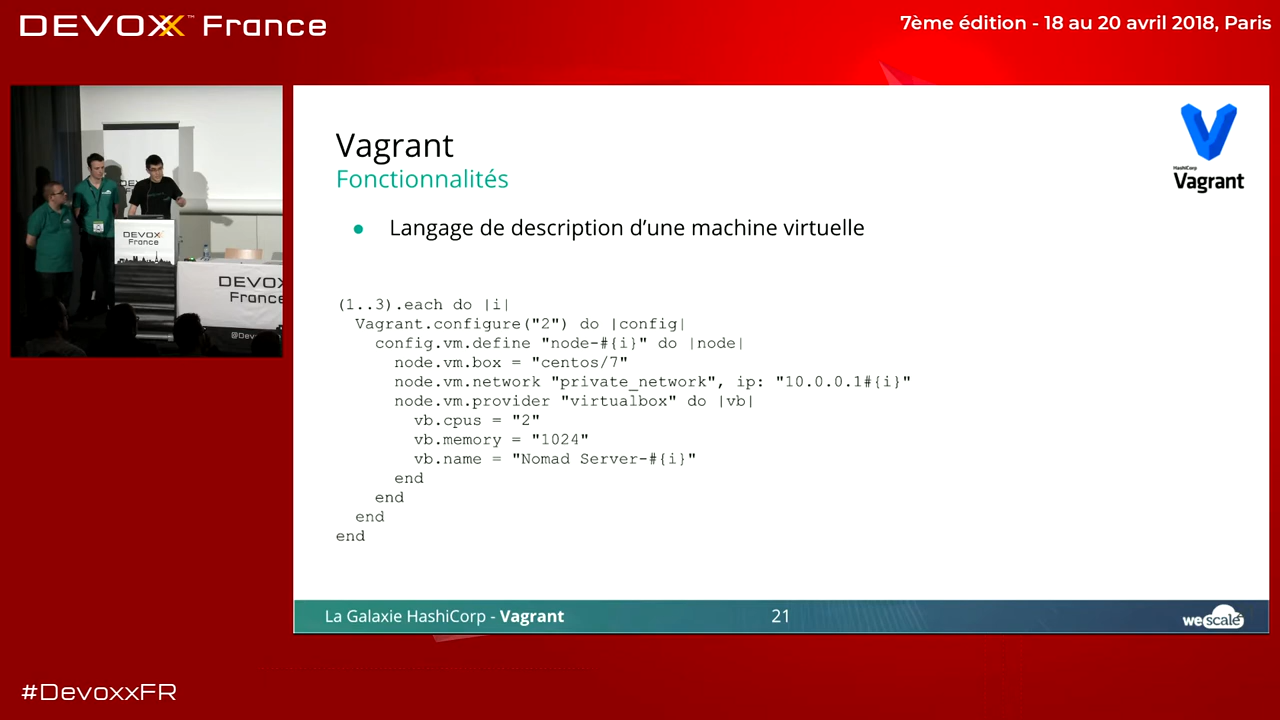 DEVOXX™ France
7ème édition - 18 au 20 avril 2018, Paris
DEVOXX
France
DEVOX
France
@Dev
Vagrant
Fonctionnalités
HashiCorp
Vagrant
● Langage de description d’une machine virtuelle
(1..3).each do |i|
  Vagrant.configure("2") do |config|
    config.vm.define "node-#{i}" do |node|
      node.vm.box = "centos/7"
      node.vm.network "private_network", ip: "10.0.0.1#{i}"
      node.vm.provider "virtualbox" do |vb|
        vb.cpus = "2"
        vb.memory = "1024"
        vb.name = "Nomad Server-#{i}"
      end
    end
  end
end
La Galaxie HashiCorp - Vagrant
21
wescale
#DevoxxFR